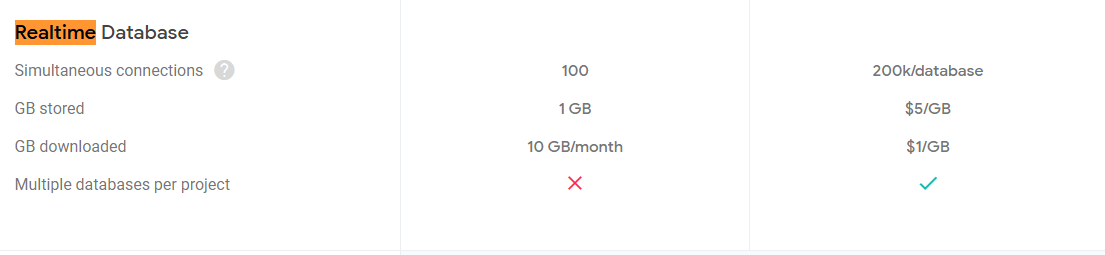 Realtime Database
Simultaneous connections ? 100 200k/database
GB stored 1 GB $5/GB
GB downloaded 10 GB/month $1/GB
Multiple databases per project